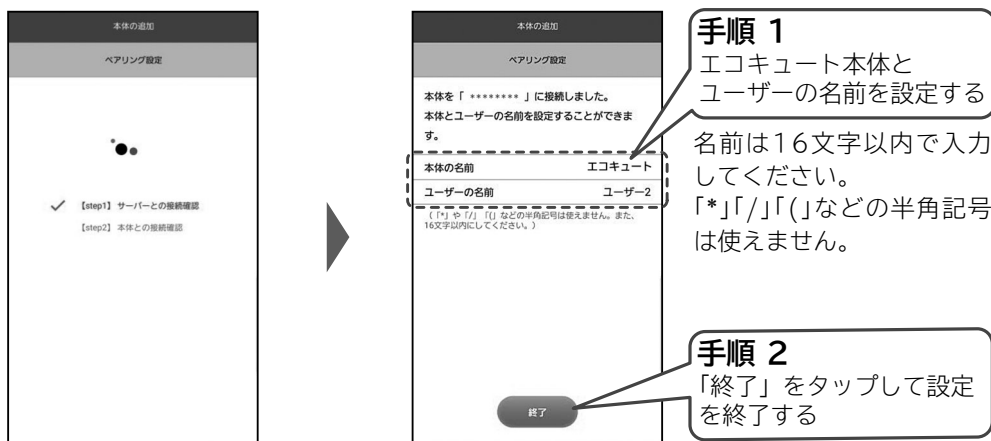 本体の追加
ペアリング設定
【step1】サーバーとの接続確認
【step2】本体との接続確認
本体の追加
ペアリング設定
本体を「 ******** 」に接続しました。
本体とユーザーの名前を設定することができま
す。
本体の名前 エコキュート
ユーザーの名前 ユーザー2
（「*」や「/」「(」などの半角記号は使えません。また、
16文字以内にしてください。）
終了
手順 1
エコキュート本体と
ユーザーの名前を設定する
名前は16文字以内で入力
してください。
「*」「/」「(」などの半角記号
は使えません。
手順 2
「終了」をタップして設定
を終了する